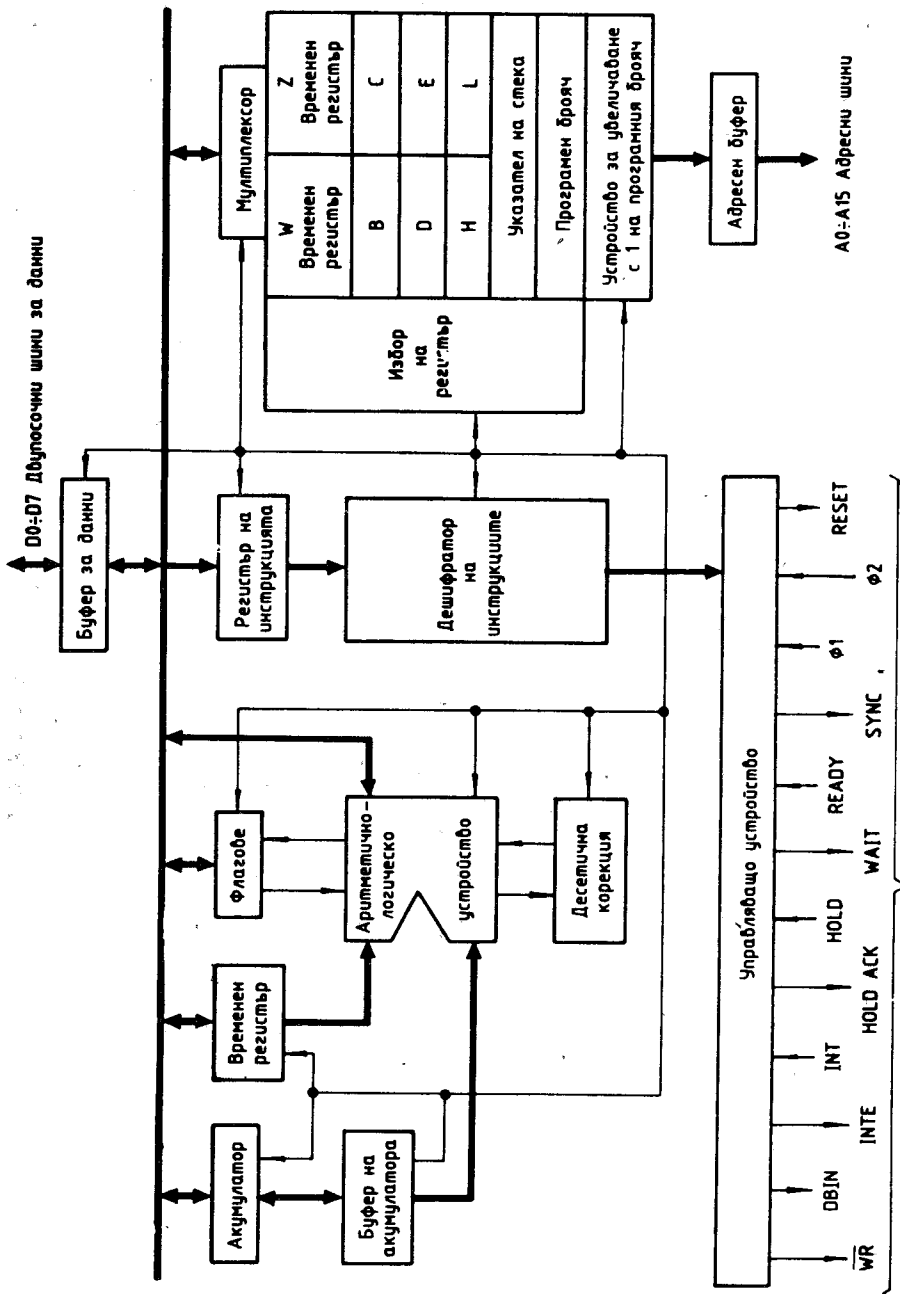 D0÷D7 Двупосочни шини за данни
Буфер за данни
Акумулатор
Временен
регистър
Флагове
Регистър на
инструкцията
Мултиплексор
Буфер на
акумулатора
Аритметично-
логическо
устройство
Десетична
корекция
Дешифратор
на
инструкциите
Избор
на
регистър
W
Временен
регистър
Z
Временен
регистър
B
C
D
E
H
L
Указател на стека
Програмен брояч
Устройство за увеличаване
с 1 на програмния брояч
Адресен буфер
A0÷A15 Адресни шини
Управляващо устройство
W̅R̅
DBIN
INTE
INT
HOLD ACK
HOLD
WAIT
READY
SYNC
φ1
φ2
RESET